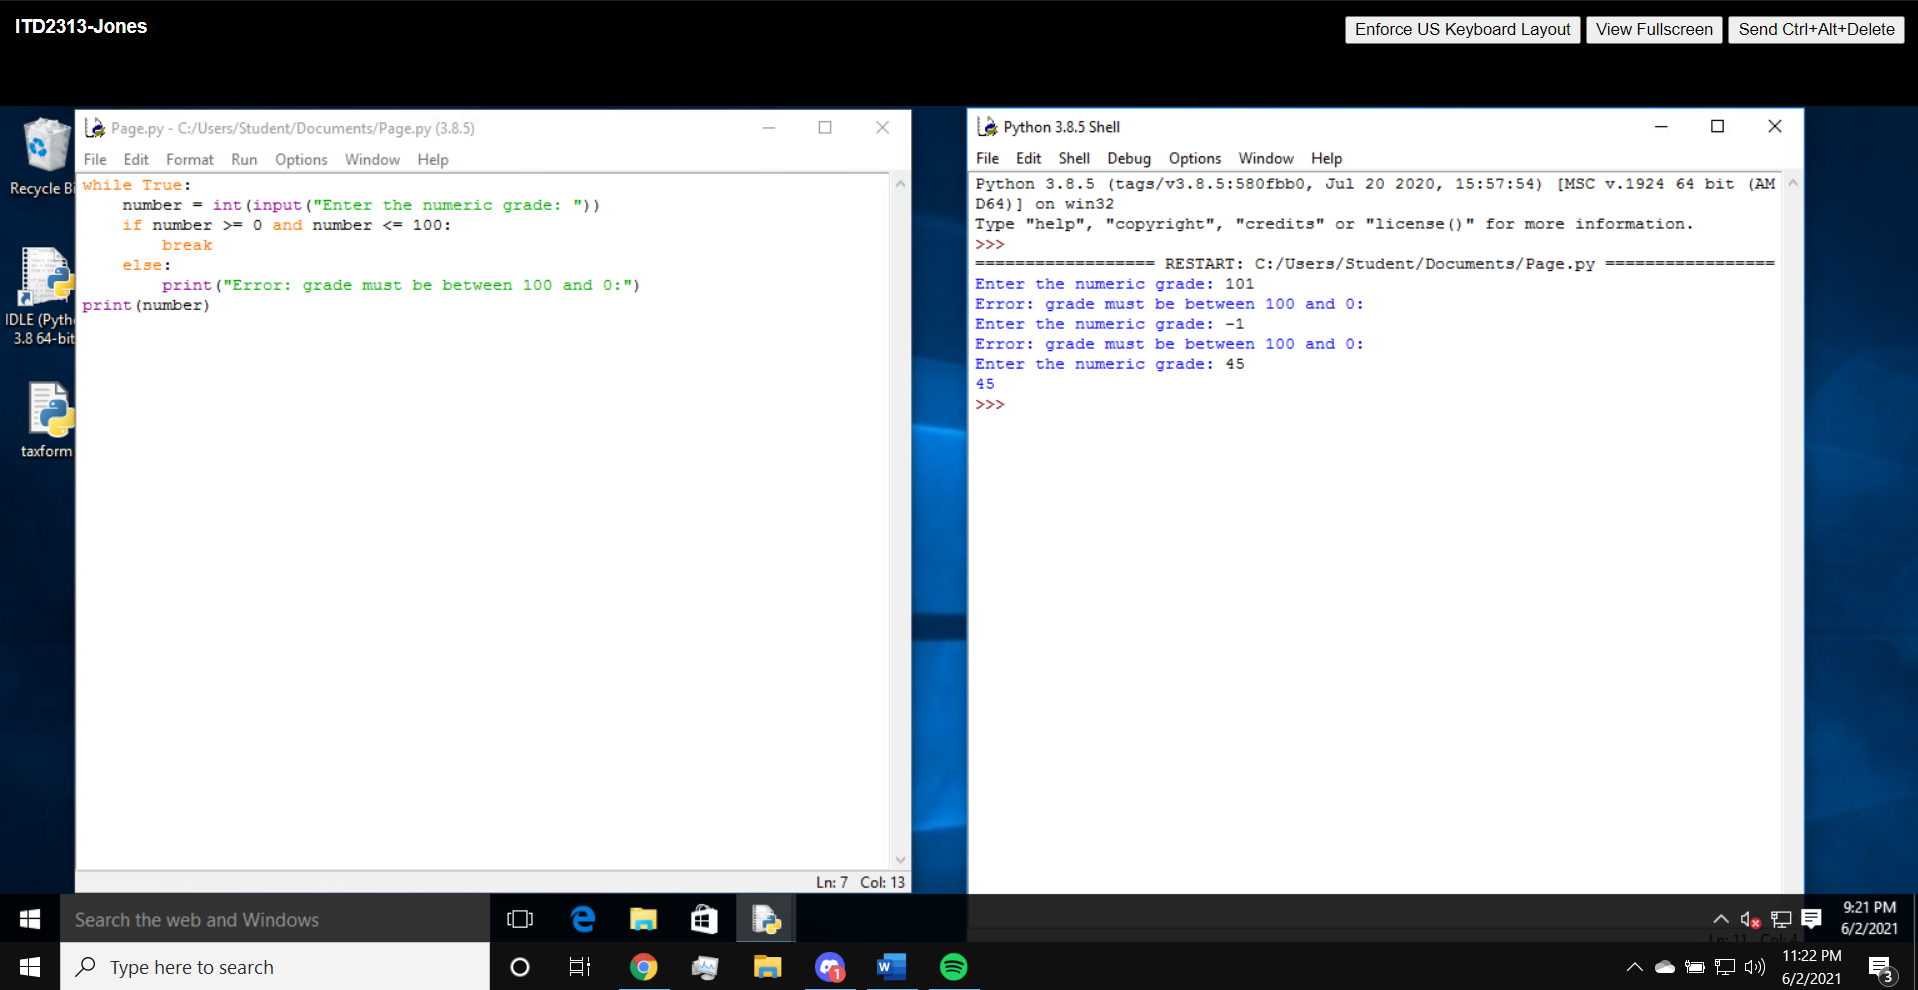 ITD2313-Jones
Enforce US Keyboard Layout
View Fullscreen
Send Ctrl+Alt+Delete
Recycle Bi
IDLE (Pyth
3.8 64-bit
taxform
Page.py - C:/Users/Student/Documents/Page.py (3.8.5)
File Edit Format Run Options Window Help
while True:
    number = int(input("Enter the numeric grade: "))
    if number >= 0 and number <= 100:
        break
    else:
        print("Error: grade must be between 100 and 0:")
print(number)
Ln: 7 Col: 13
Python 3.8.5 Shell
File Edit Shell Debug Options Window Help
Python 3.8.5 (tags/v3.8.5:580fbb0, Jul 20 2020, 15:57:54) [MSC v.1924 64 bit (AM
D64)] on win32
Type "help", "copyright", "credits" or "license()" for more information.
>>>
================== RESTART: C:/Users/Student/Documents/Page.py =================
Enter the numeric grade: 101
Error: grade must be between 100 and 0:
Enter the numeric grade: -1
Error: grade must be between 100 and 0:
Enter the numeric grade: 45
45
>>>
Ln: 11 Col: 4
Search the web and Windows
9:21 PM
6/2/2021
Type here to search
1
W
11:22 PM
6/2/2021
3